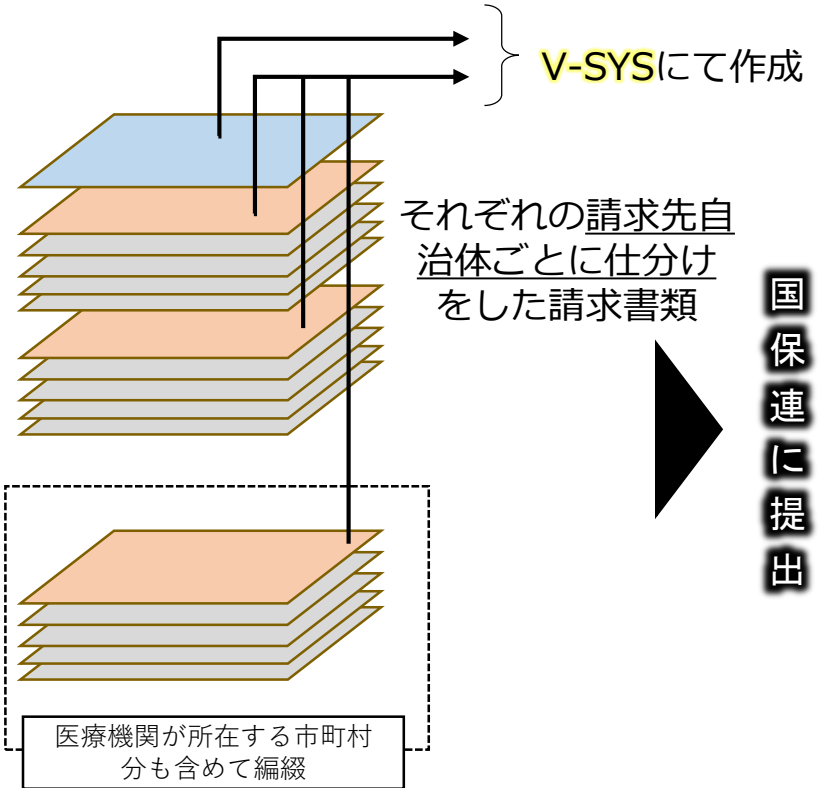 V-SYSにて作成
それぞれの請求先自
治体ごとに仕分け
をした請求書類
国保連に提出
医療機関が所在する市町村
分も含めて編綴